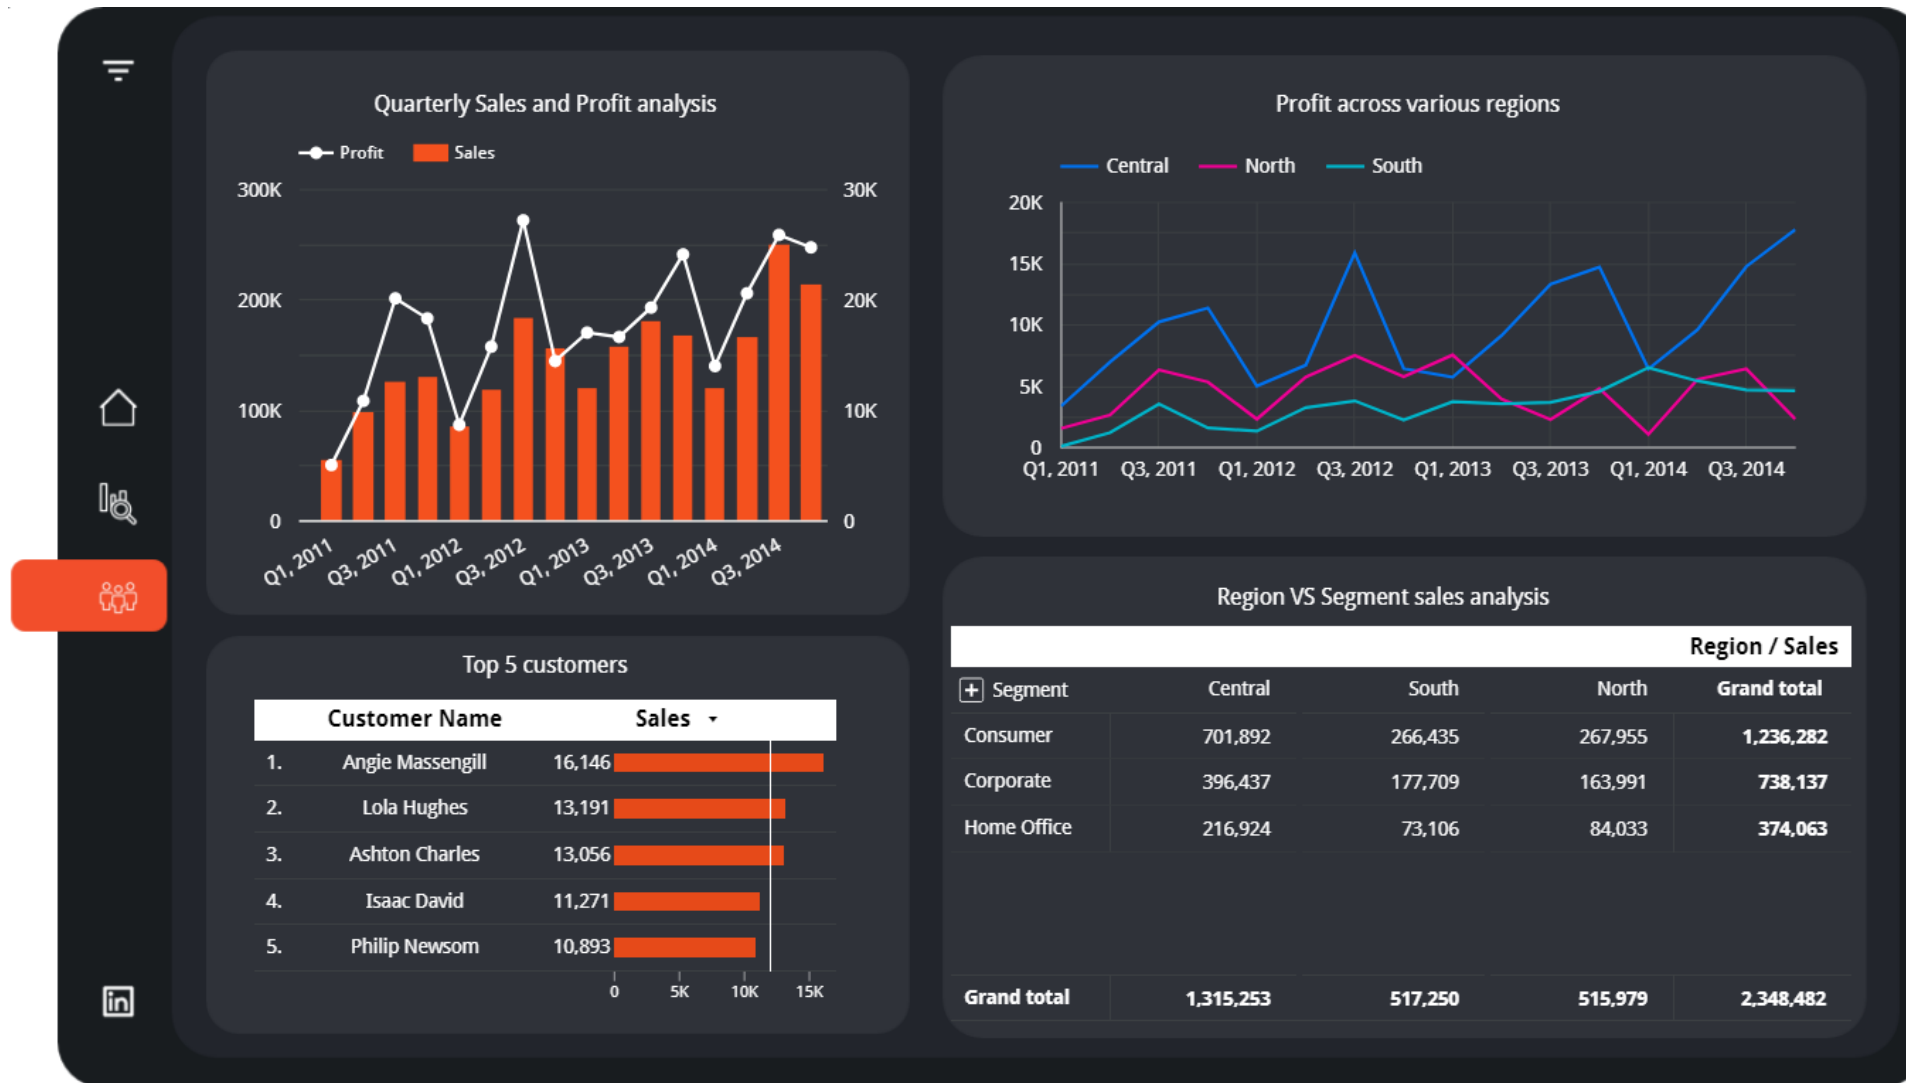 Quarterly Sales and Profit analysis
Profit Sales
300K 30K
200K 20K
100K 10K
0 0
Q1, 2011 Q3, 2011 Q1, 2012 Q3, 2012 Q1, 2013 Q3, 2013 Q1, 2014 Q3, 2014
Profit across various regions
Central North South
20K
15K
10K
5K
0
Q1, 2011 Q3, 2011 Q1, 2012 Q3, 2012 Q1, 2013 Q3, 2013 Q1, 2014 Q3, 2014
Top 5 customers
Customer Name Sales
1. Angie Massengill 16,146
2. Lola Hughes 13,191
3. Ashton Charles 13,056
4. Isaac David 11,271
5. Philip Newsom 10,893
0 5K 10K 15K
Region VS Segment sales analysis
Region / Sales
Segment Central South North Grand total
Consumer 701,892 266,435 267,955 1,236,282
Corporate 396,437 177,709 163,991 738,137
Home Office 216,924 73,106 84,033 374,063
Grand total 1,315,253 517,250 515,979 2,348,482
in